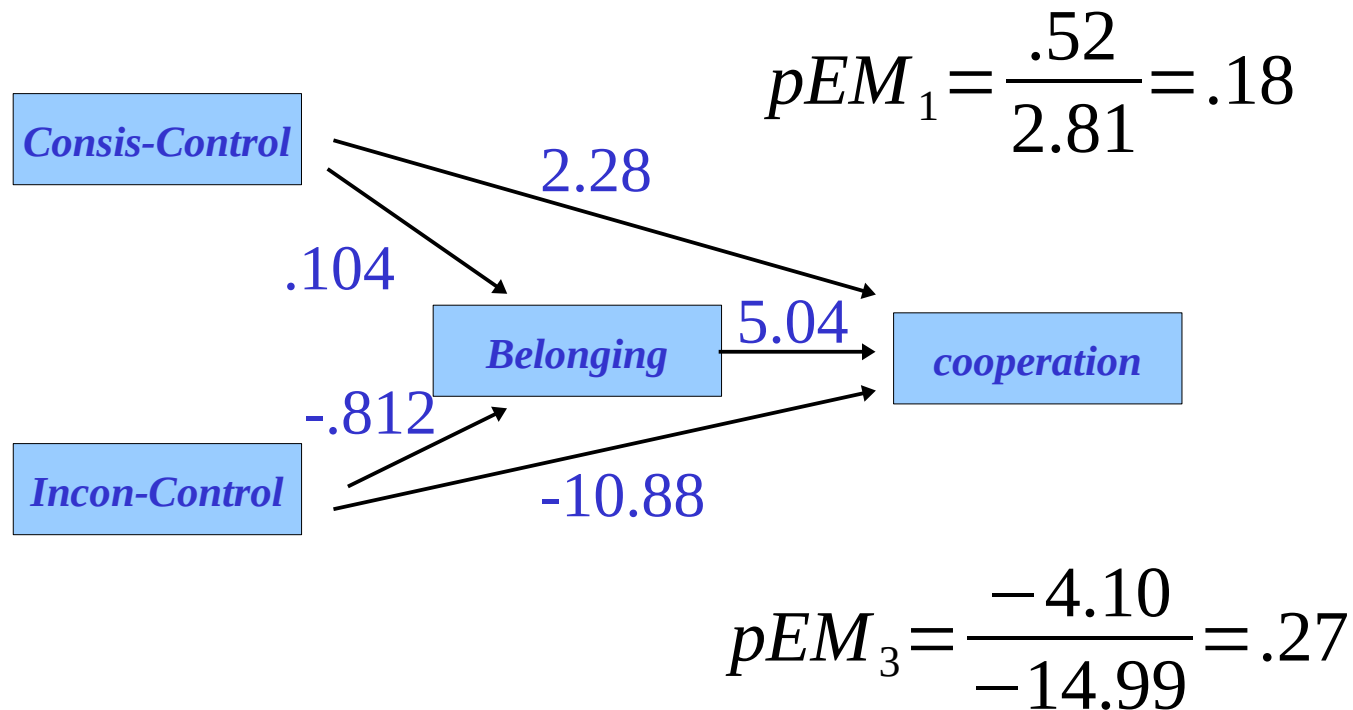 pEM₁ = .52 / 2.81 = .18
Consis-Control
2.28
.104
Belonging
5.04
cooperation
-.812
Incon-Control
-10.88
pEM₃ = −4.10 / −14.99 = .27